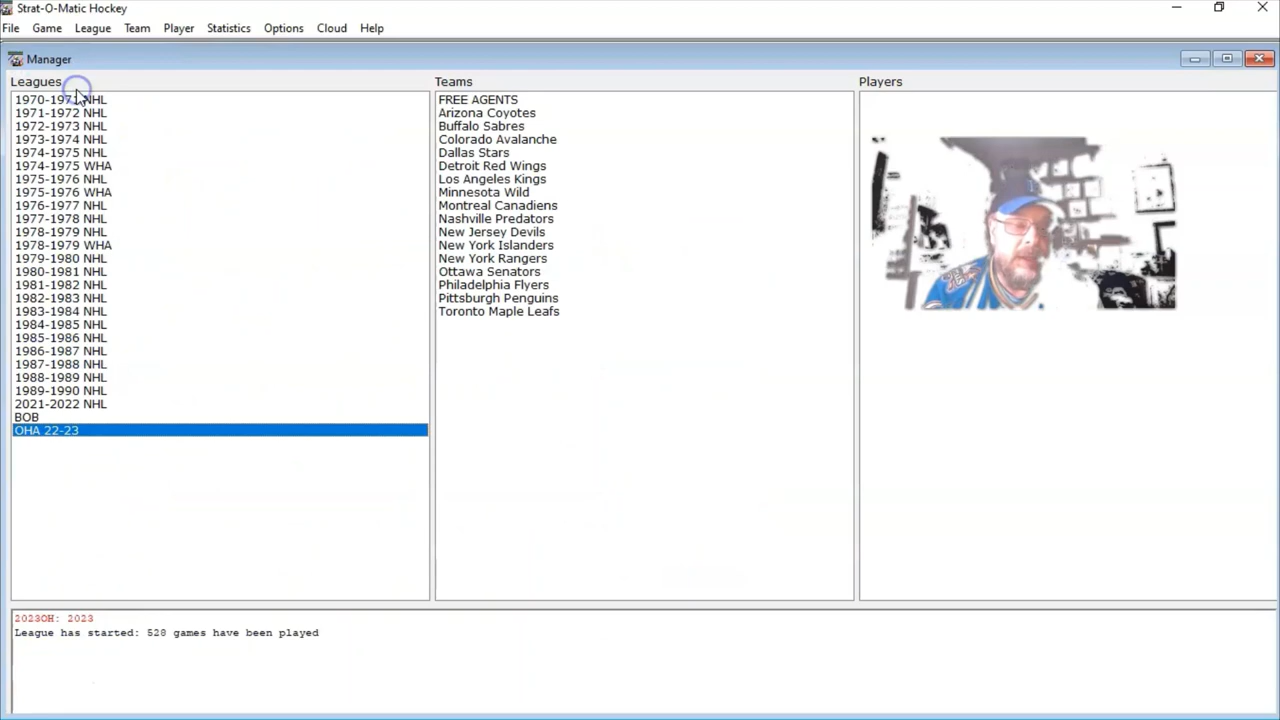 Strat-O-Matic Hockey
File Game League Team Player Statistics Options Cloud Help
Manager
Leagues
1970-1971 NHL
1971-1972 NHL
1972-1973 NHL
1973-1974 NHL
1974-1975 NHL
1974-1975 WHA
1975-1976 NHL
1975-1976 WHA
1976-1977 NHL
1977-1978 NHL
1978-1979 NHL
1978-1979 WHA
1979-1980 NHL
1980-1981 NHL
1981-1982 NHL
1982-1983 NHL
1983-1984 NHL
1984-1985 NHL
1985-1986 NHL
1986-1987 NHL
1987-1988 NHL
1988-1989 NHL
1989-1990 NHL
2021-2022 NHL
BOB
OHA 22-23
Teams
FREE AGENTS
Arizona Coyotes
Buffalo Sabres
Colorado Avalanche
Dallas Stars
Detroit Red Wings
Los Angeles Kings
Minnesota Wild
Montreal Canadiens
Nashville Predators
New Jersey Devils
New York Islanders
New York Rangers
Ottawa Senators
Philadelphia Flyers
Pittsburgh Penguins
Toronto Maple Leafs
Players
2023OH: 2023
League has started: 528 games have been played